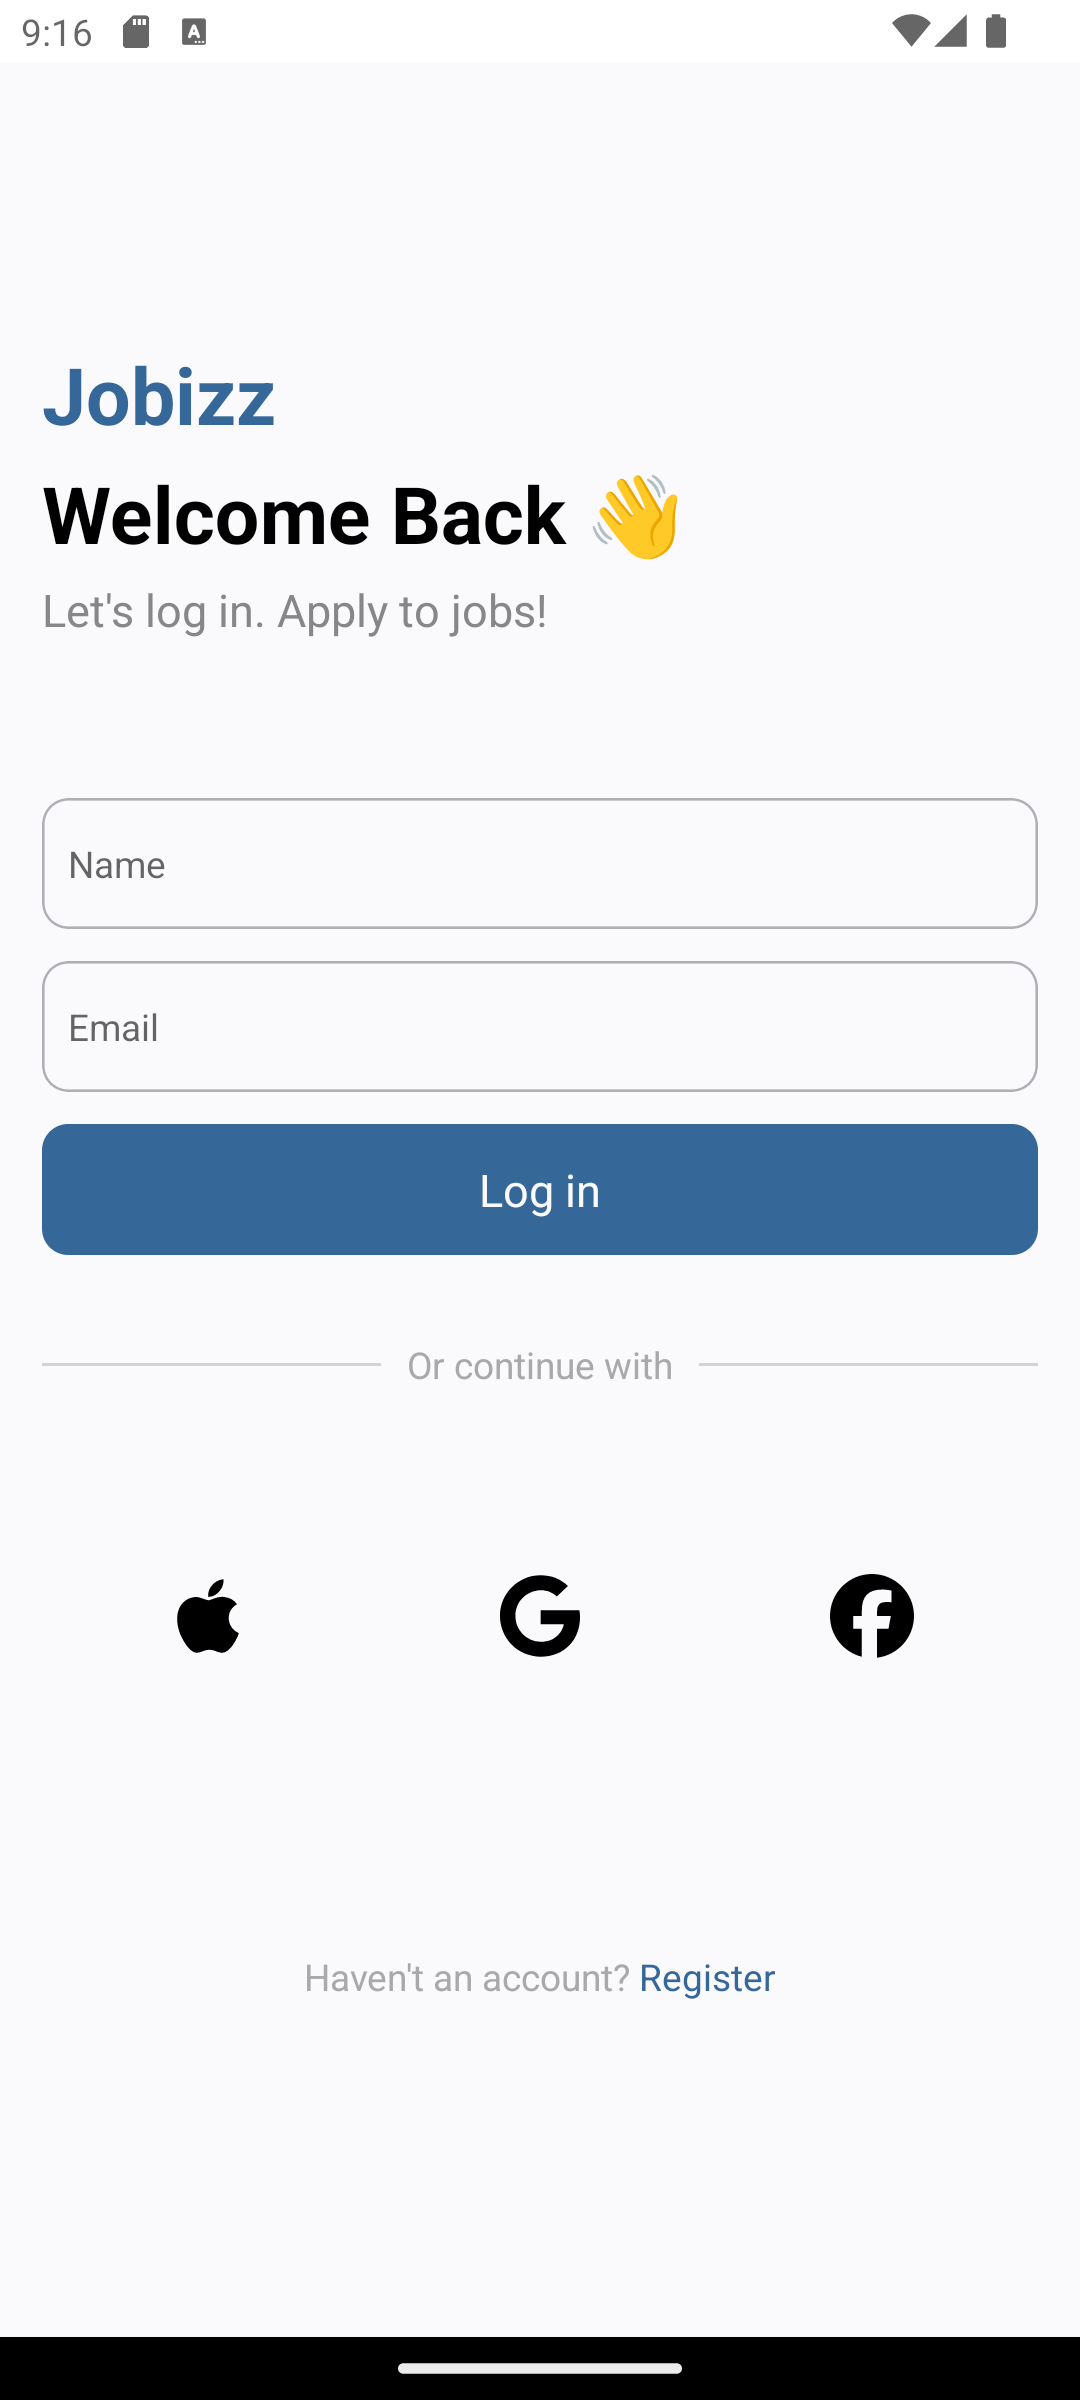 9:16
Jobizz
Welcome Back 👋
Let's log in. Apply to jobs!
Name
Email
Log in
Or continue with
Haven't an account? Register